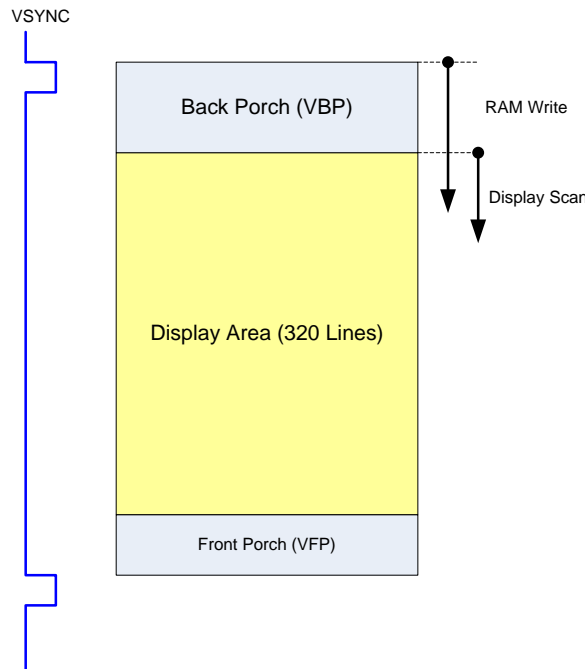 VSYNC
Back Porch (VBP)
RAM Write
Display Scan
Display Area (320 Lines)
Front Porch (VFP)